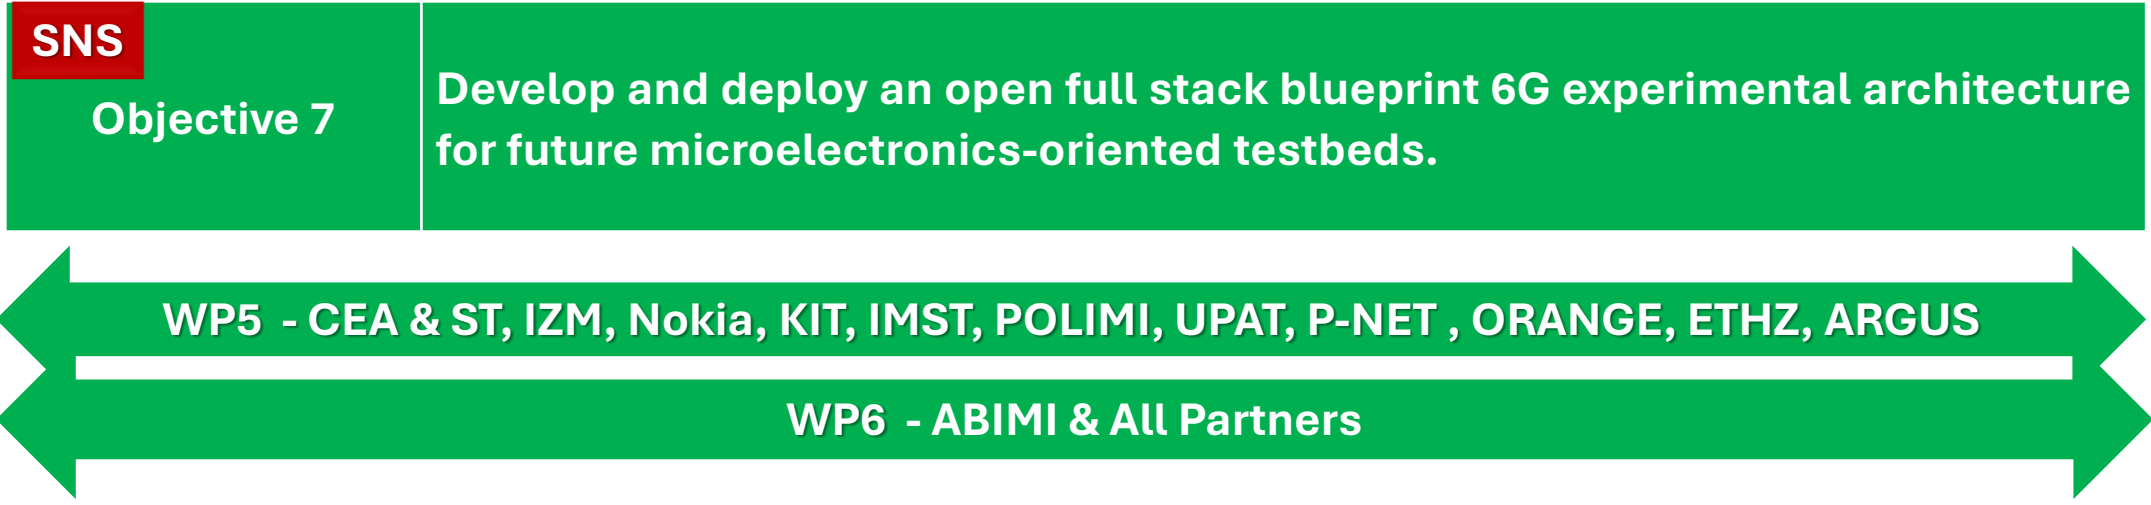 SNS
Objective 7
Develop and deploy an open full stack blueprint 6G experimental architecture
for future microelectronics-oriented testbeds.
WP5 - CEA & ST, IZM, Nokia, KIT, IMST, POLIMI, UPAT, P-NET , ORANGE, ETHZ, ARGUS
WP6 - ABIMI & All Partners